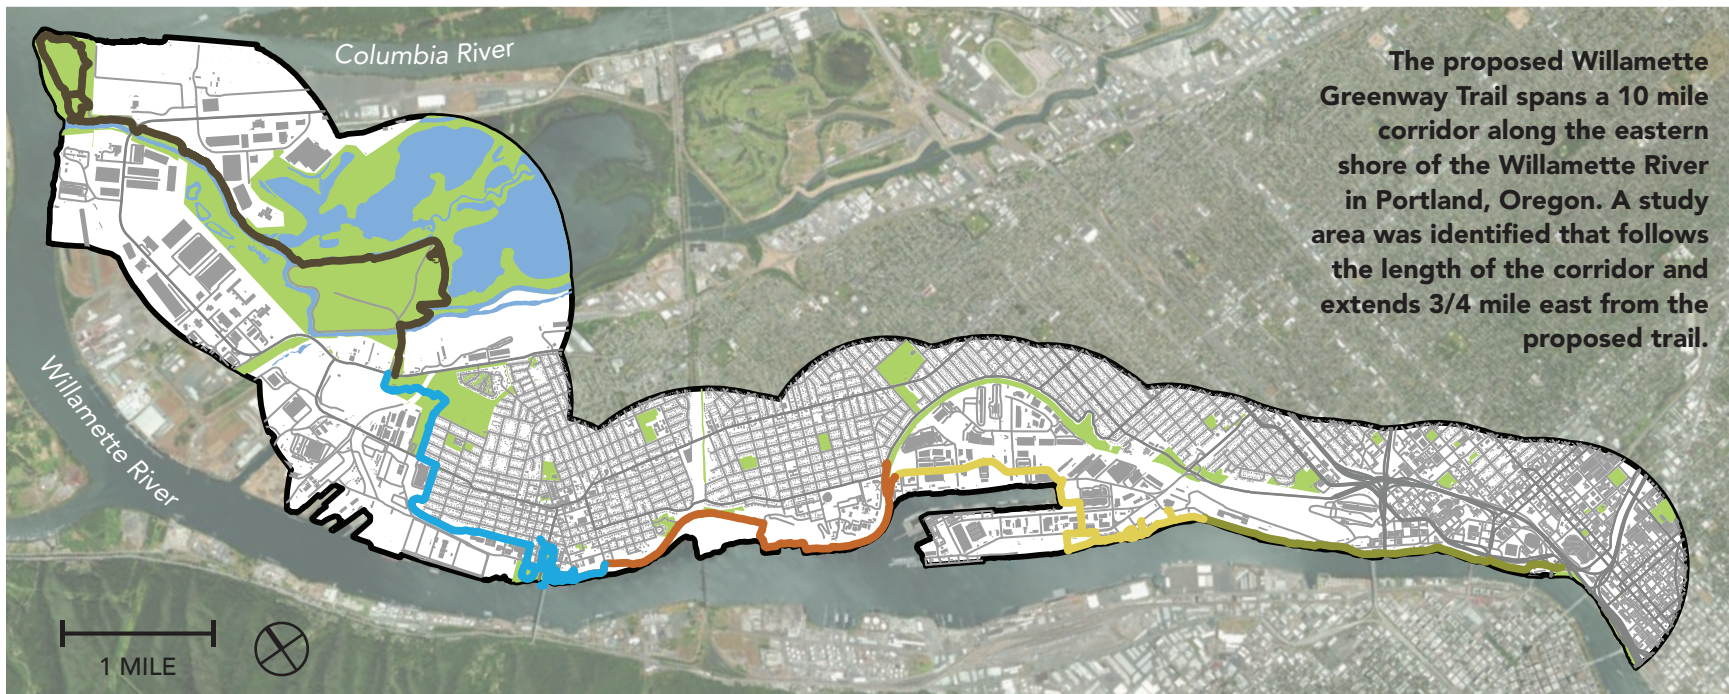 Columbia River
The proposed Willamette
Greenway Trail spans a 10 mile
corridor along the eastern
shore of the Willamette River
in Portland, Oregon. A study
area was identified that follows
the length of the corridor and
extends 3/4 mile east from the
proposed trail.
Willamette River
1 MILE